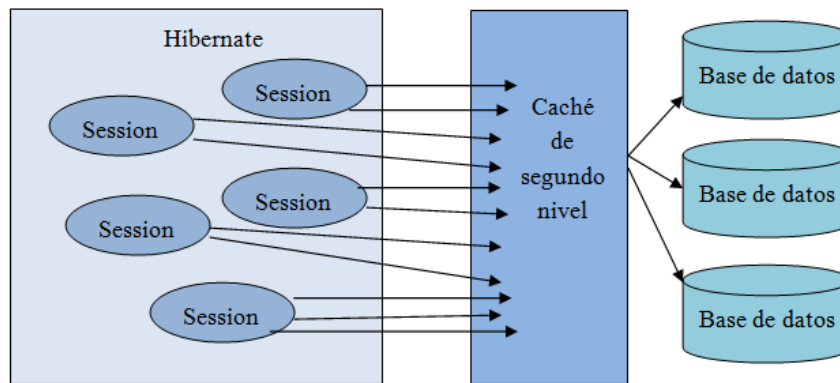 Hibernate
Session
Session
Session
Session
Session
Caché
de
segundo
nivel
Base de datos
Base de datos
Base de datos